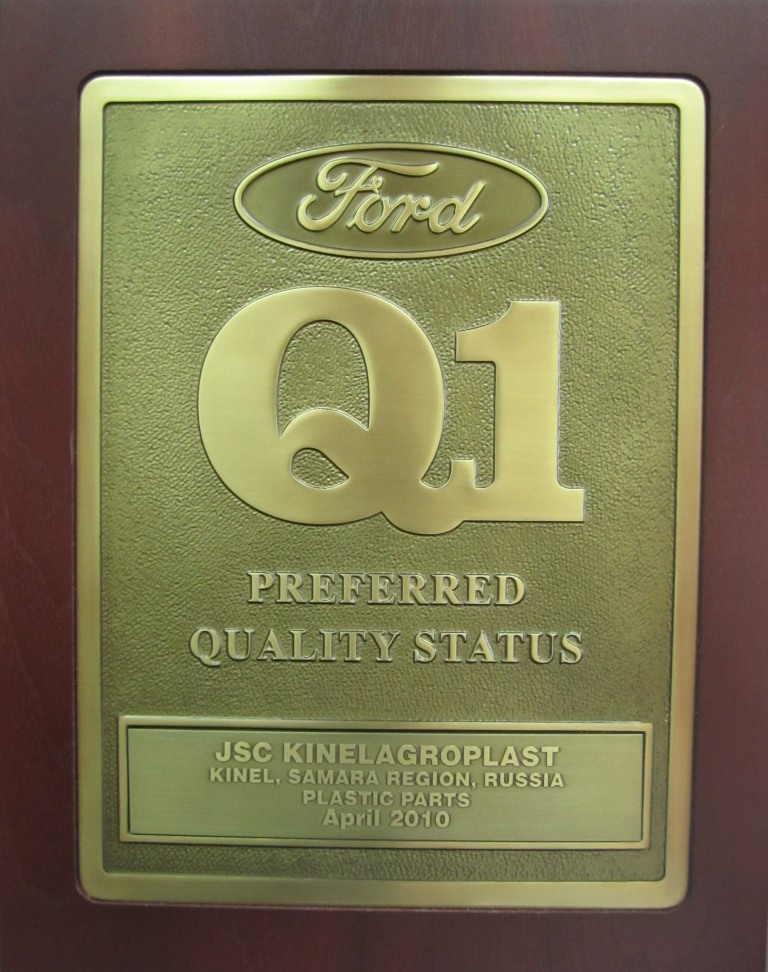 Ford
Q1
PREFERRED
QUALITY STATUS
JSC KINELAGROPLAST
KINEL, SAMARA REGION, RUSSIA
PLASTIC PARTS
April 2010